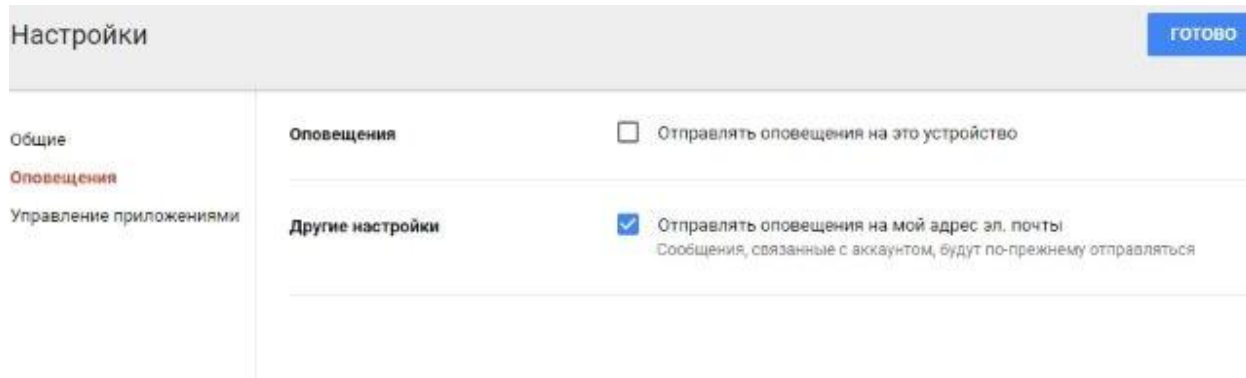 Настройки
ГОТОВО
Общие
Оповещения
Управление приложениями
Оповещения
Отправлять оповещения на это устройство
Другие настройки
Отправлять оповещения на мой адрес эл. почты
Сообщения, связанные с аккаунтом, будут по-прежнему отправляться